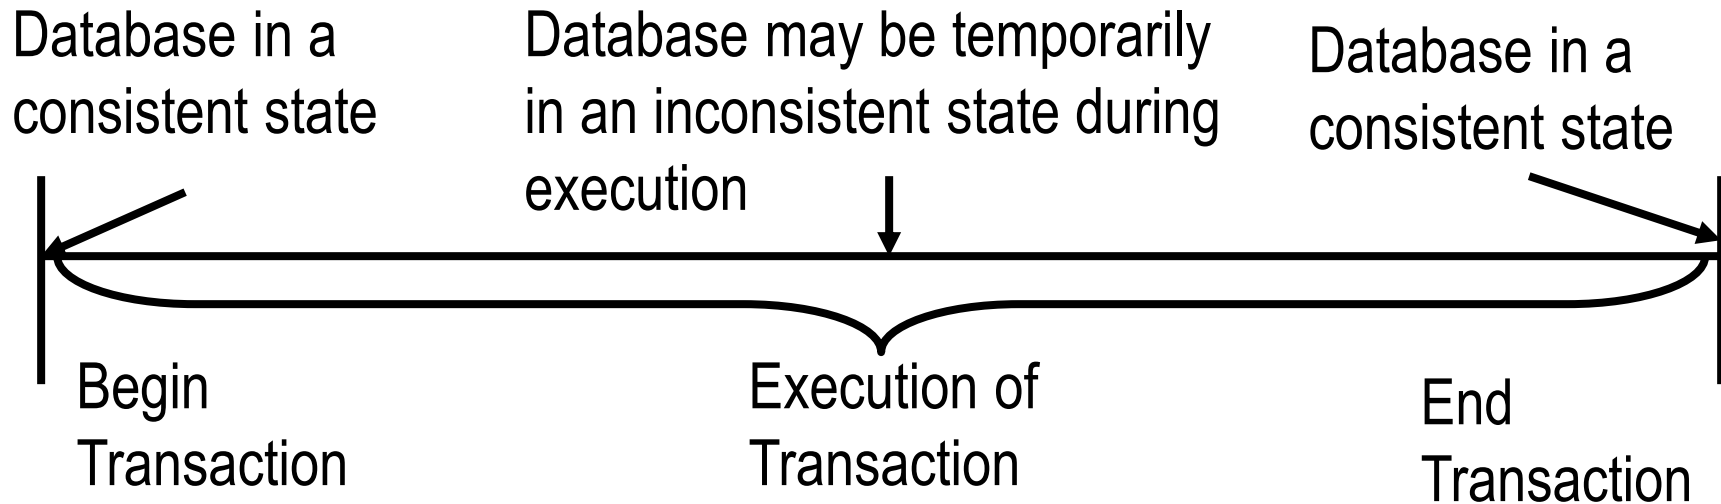 Database in a
consistent state
Database may be temporarily
in an inconsistent state during
execution
Database in a
consistent state
Begin
Transaction
Execution of
Transaction
End
Transaction